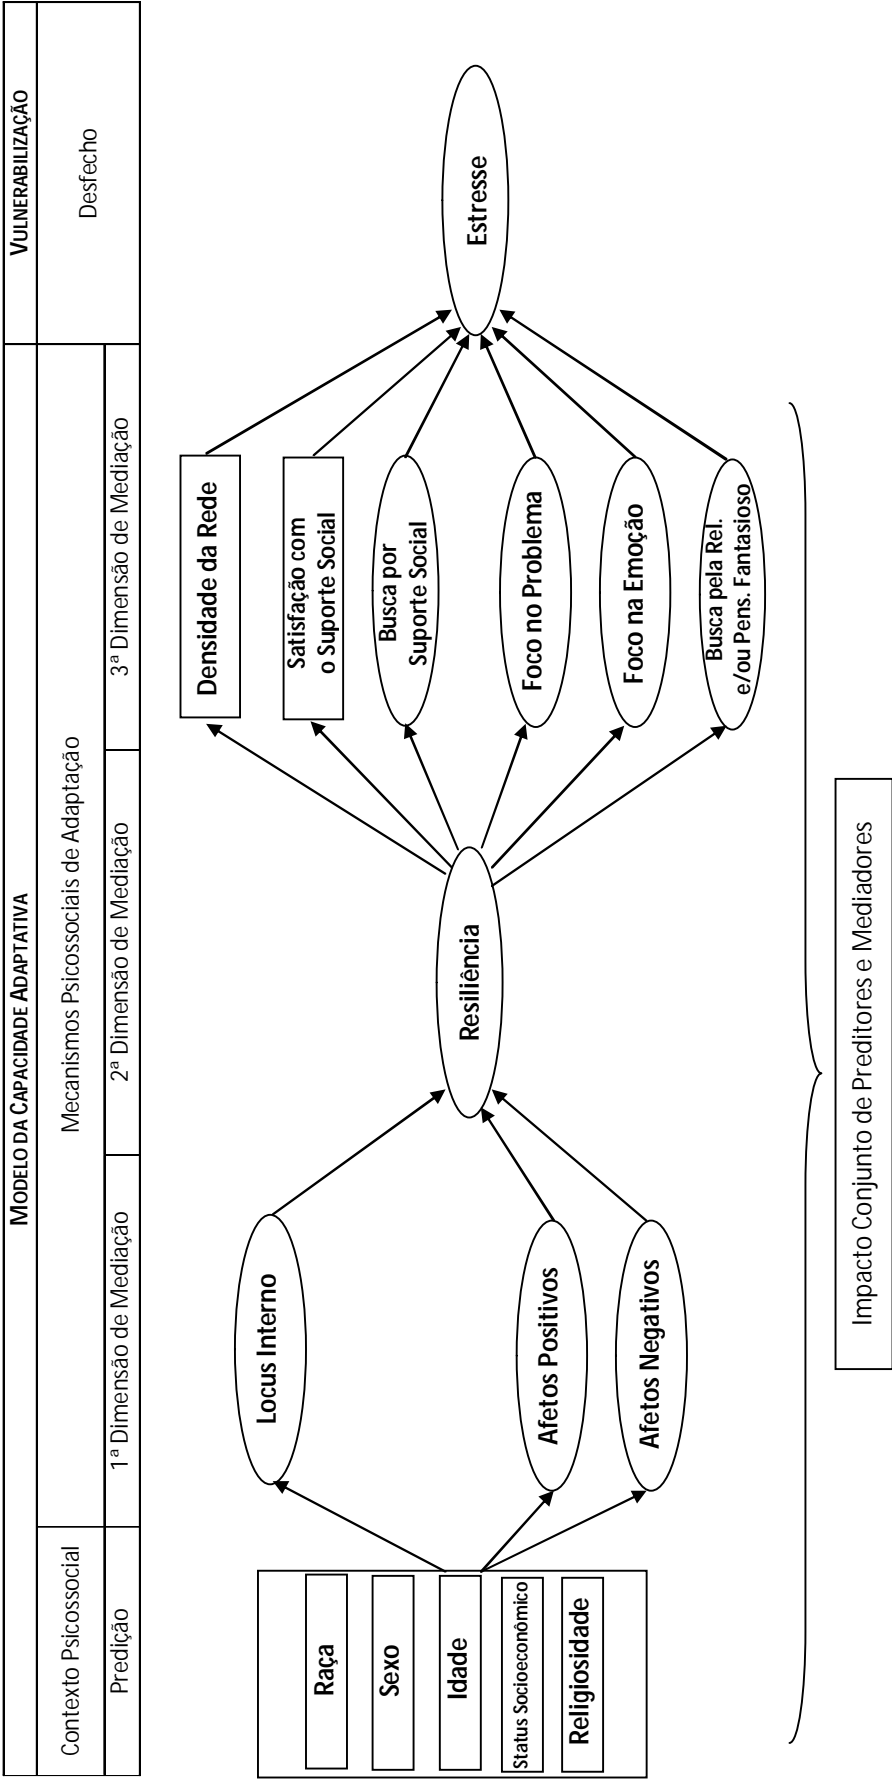 MODELO DA CAPACIDADE ADAPTATIVA
VULNERABILIZAÇÃO
Contexto Psicossocial
Mecanismos Psicossociais de Adaptação
Desfecho
Predição
1ª Dimensão de Mediação
2ª Dimensão de Mediação
3ª Dimensão de Mediação
Raça
Sexo
Idade
Status Socioeconômico
Religiosidade
Locus Interno
Afetos Positivos
Afetos Negativos
Resiliência
Densidade da Rede
Satisfação com
o Suporte Social
Busca por
Suporte Social
Foco no Problema
Foco na Emoção
Busca pela Rel.
e/ou Pens. Fantasioso
Estresse
Impacto Conjunto de Preditores e Mediadores